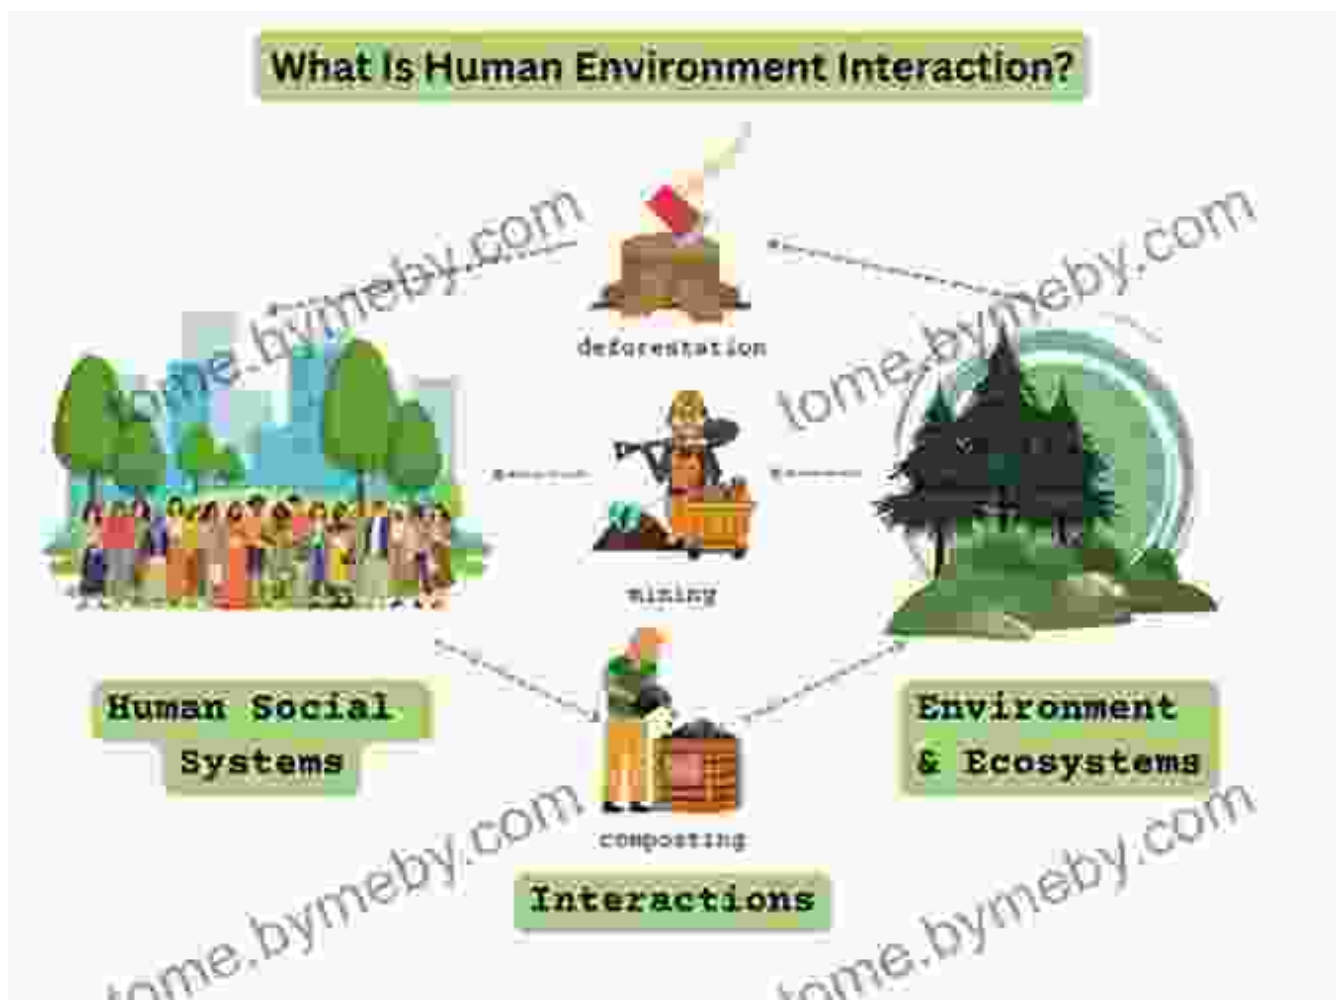 What Is Human Environment Interaction?
tome.bymeby.com
tome.bymeby.com
deforestation
mining
Human Social
Systems
Environment
& Ecosystems
composting
Interactions
tome.bymeby.com
tome.bymeby.com